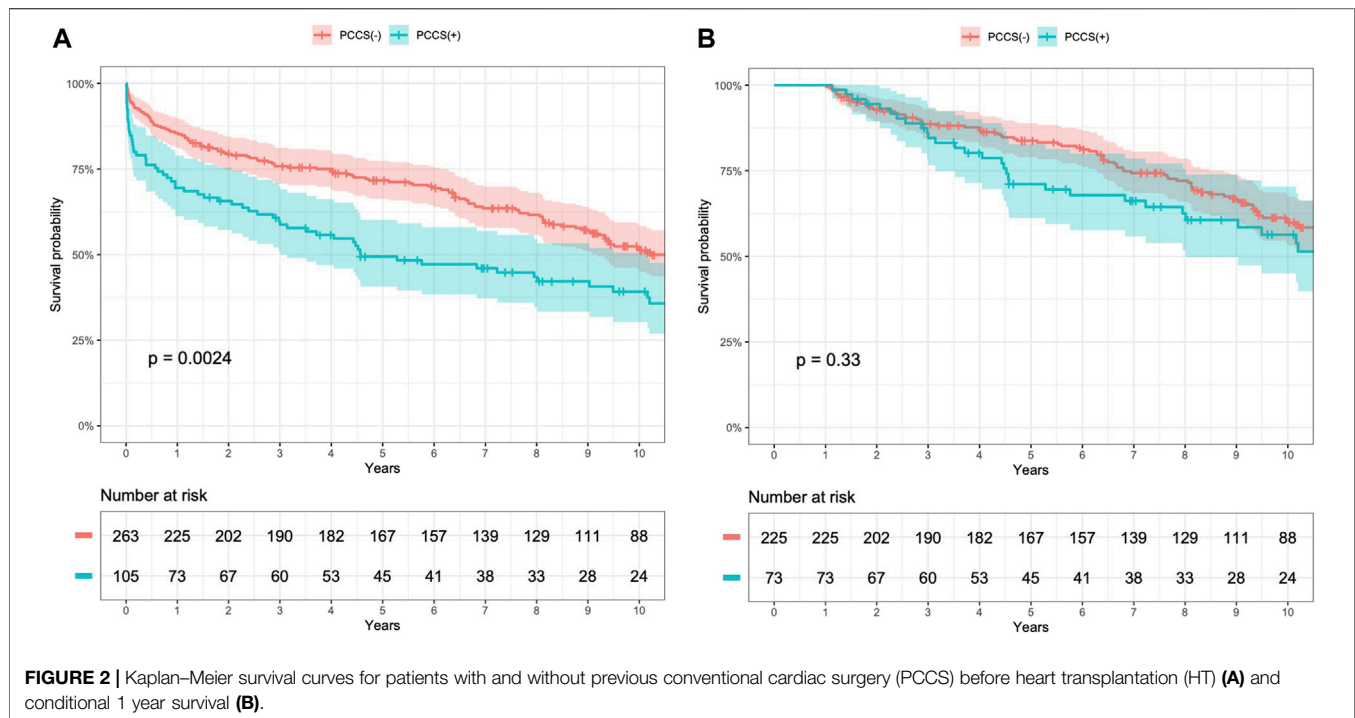 A
PCCS(-) PCCS(+)
100%
75%
50%
25%
0%
Survival probability
p = 0.0024
0 1 2 3 4 5 6 7 8 9 10
Years
Number at risk
263 225 202 190 182 167 157 139 129 111 88
105 73 67 60 53 45 41 38 33 28 24
0 1 2 3 4 5 6 7 8 9 10
Years
B
PCCS(-) PCCS(+)
100%
75%
50%
25%
0%
Survival probability
p = 0.33
0 1 2 3 4 5 6 7 8 9 10
Years
Number at risk
225 225 202 190 182 167 157 139 129 111 88
73 73 67 60 53 45 41 38 33 28 24
0 1 2 3 4 5 6 7 8 9 10
Years
FIGURE 2 | Kaplan–Meier survival curves for patients with and without previous conventional cardiac surgery (PCCS) before heart transplantation (HT) (A) and
conditional 1 year survival (B).